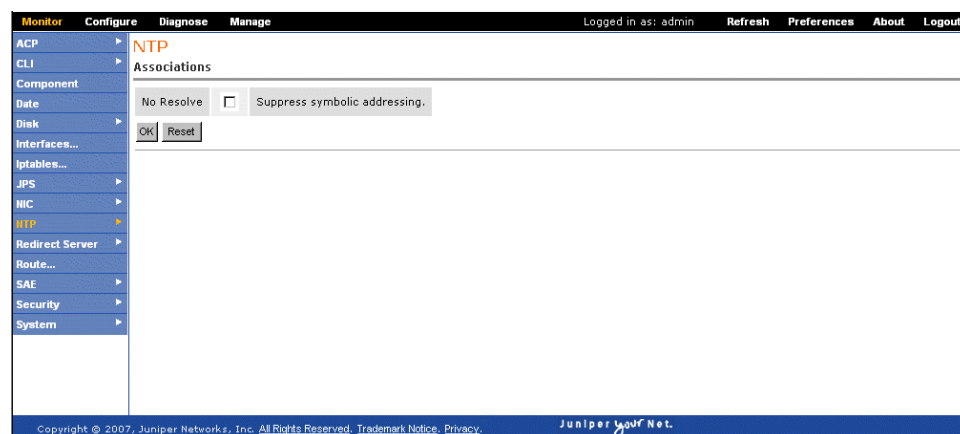 Monitor Configure Diagnose Manage Logged in as: admin Refresh Preferences About Logout
ACP
CLI
Component
Date
Disk
Interfaces...
Iptables...
JPS
NIC
NTP
Redirect Server
Route...
SAE
Security
System
NTP
Associations
No Resolve Suppress symbolic addressing.
OK Reset
Copyright © 2007, Juniper Networks, Inc. All Rights Reserved. Trademark Notice. Privacy.
Juniper your Net.